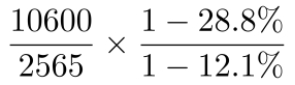 10600/2565 × (1 − 28.8%)/(1 − 12.1%)